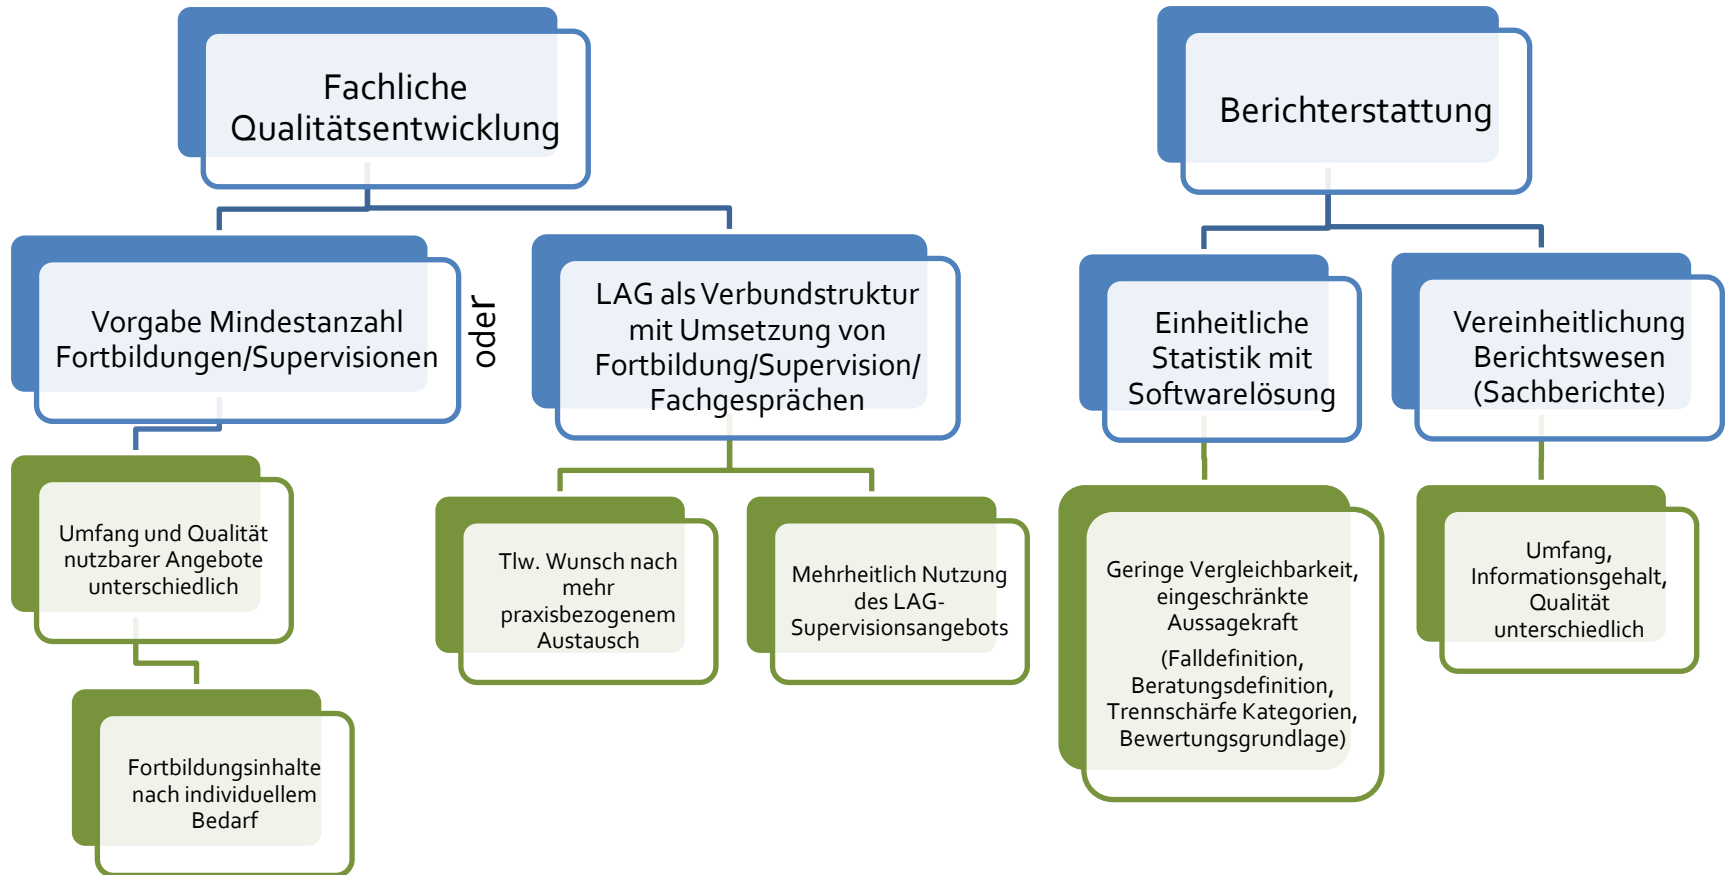 Fachliche
Qualitätsentwicklung
Berichterstattung
Vorgabe Mindestanzahl
Fortbildungen/Supervisionen
oder
LAG als Verbundstruktur
mit Umsetzung von
Fortbildung/Supervision/
Fachgesprächen
Einheitliche
Statistik mit
Softwarelösung
Vereinheitlichung
Berichtswesen
(Sachberichte)
Umfang und Qualität
nutzbarer Angebote
unterschiedlich
Tlw. Wunsch nach
mehr
praxisbezogenem
Austausch
Mehrheitlich Nutzung
des LAG-
Supervisionsangebots
Geringe Vergleichbarkeit,
eingeschränkte
Aussagekraft
(Falldefinition,
Beratungsdefinition,
Trennschärfe Kategorien,
Bewertungsgrundlage)
Umfang,
Informationsgehalt,
Qualität
unterschiedlich
Fortbildungsinhalte
nach individuellem
Bedarf